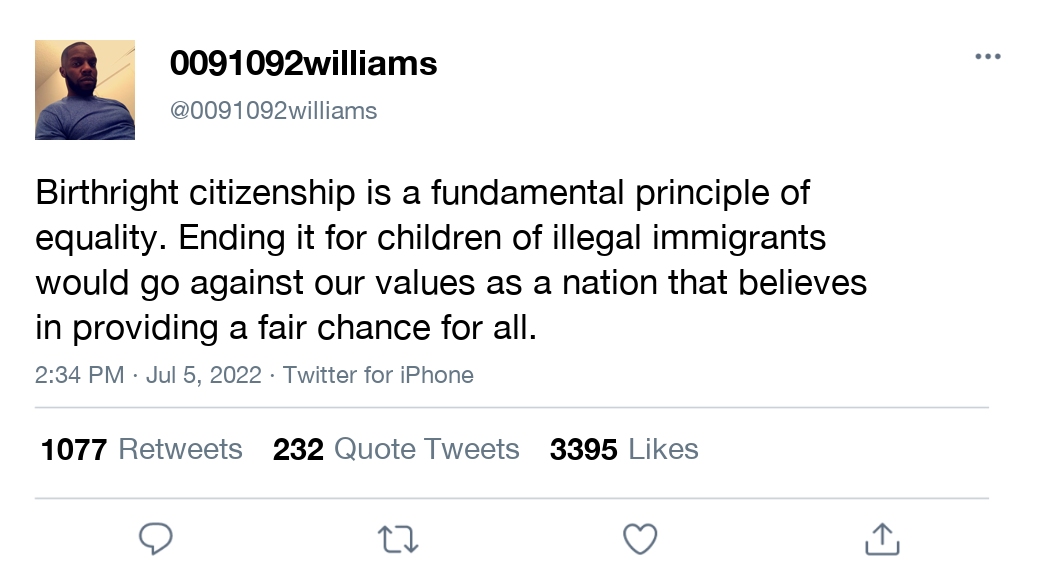 0091092williams
@0091092williams
Birthright citizenship is a fundamental principle of
equality. Ending it for children of illegal immigrants
would go against our values as a nation that believes
in providing a fair chance for all.
2:34 PM · Jul 5, 2022 · Twitter for iPhone
1077 Retweets 232 Quote Tweets 3395 Likes